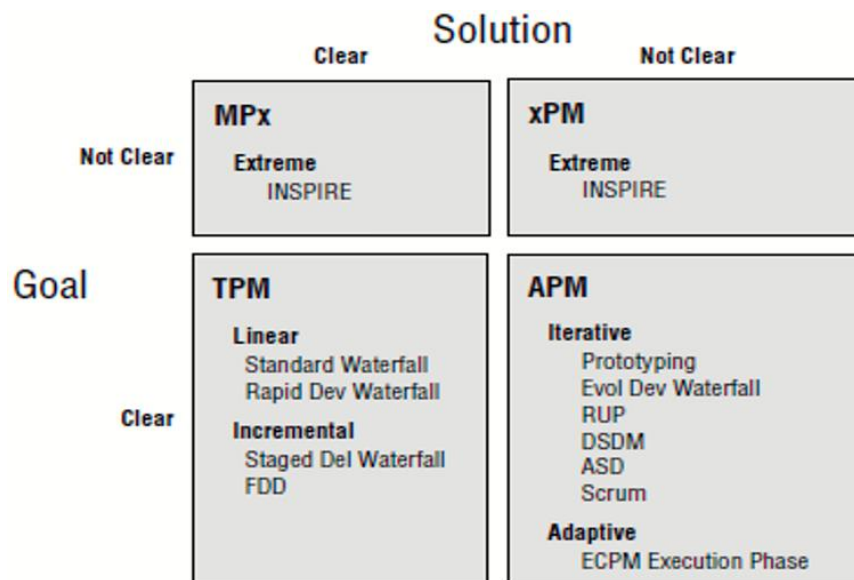 Solution
Clear
Not Clear
Not Clear
MPx
Extreme
INSPIRE
xPM
Extreme
INSPIRE
Goal
Clear
TPM
Linear
Standard Waterfall
Rapid Dev Waterfall
Incremental
Staged Del Waterfall
FDD
APM
Iterative
Prototyping
Evol Dev Waterfall
RUP
DSDM
ASD
Scrum
Adaptive
ECPM Execution Phase